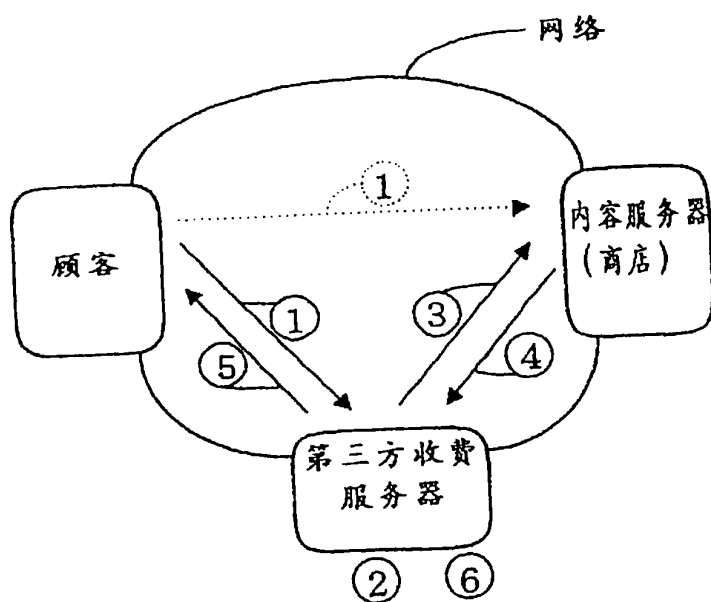 网络
①
顾客
内容服务器
(商店)
①
③
⑤
④
第三方收费
服务器
②
⑥